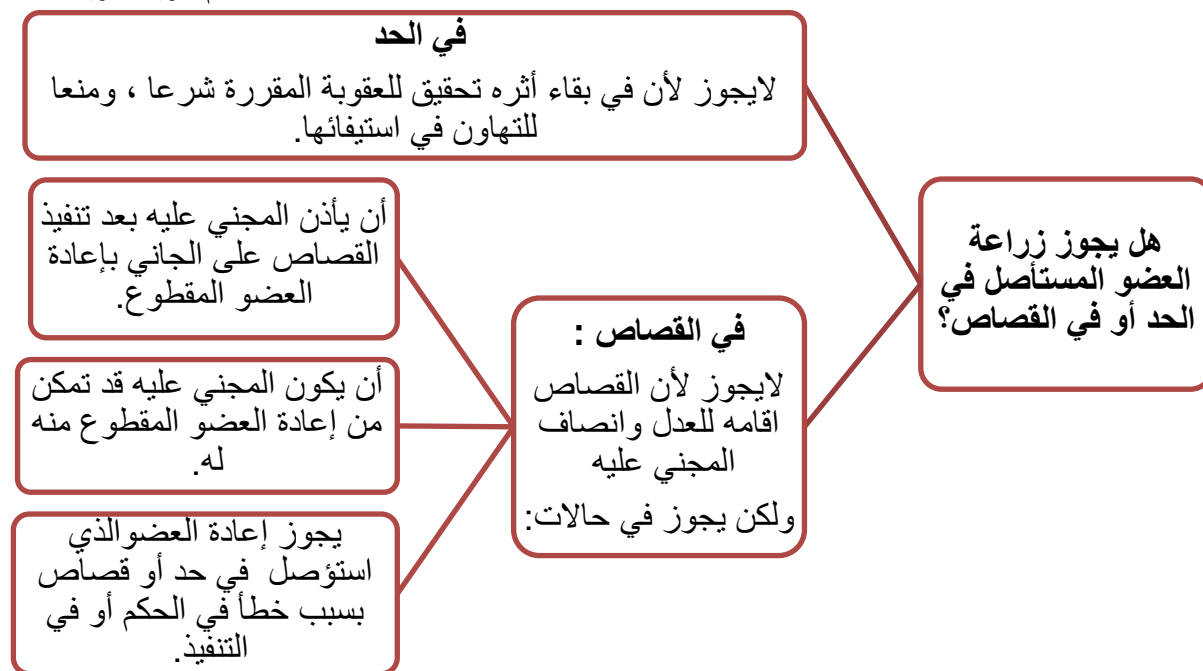 هل يجوز زراعة
العضو المستأصل في
الحد أو في القصاص؟
في الحد
لايجوز لأن في بقاء أثره تحقيق للعقوبة المقررة شرعا ، ومنعا
للتهاون في استيفائها.
في القصاص :
لايجوز لأن القصاص
اقامه للعدل وانصاف
المجني عليه
ولكن يجوز في حالات:
أن يأذن المجني عليه بعد تنفيذ
القصاص على الجاني بإعادة
العضو المقطوع.
أن يكون المجني عليه قد تمكن
من إعادة العضو المقطوع منه
له.
يجوز إعادة العضوالذي
استؤصل في حد أو قصاص
بسبب خطأ في الحكم أو في
التنفيذ.